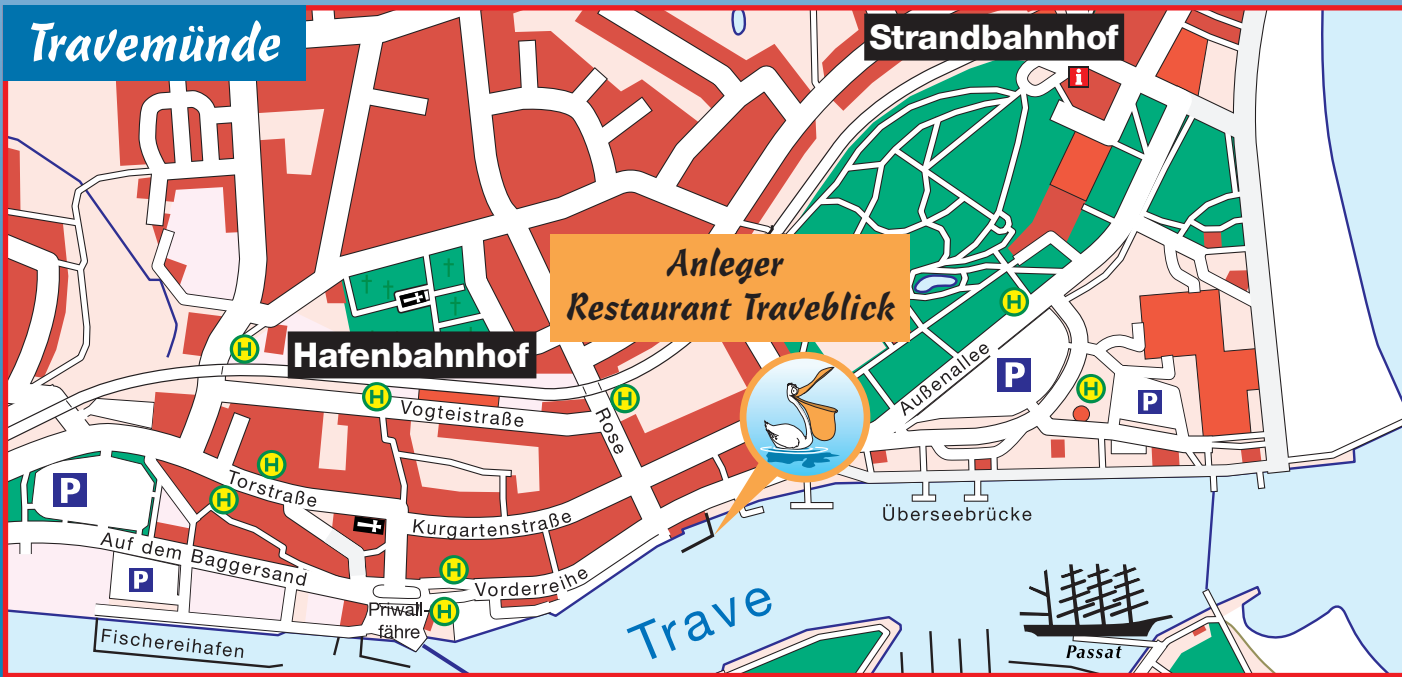 Travemünde
Strandbahnhof
i
Anleger
Restaurant Traveblick
H
H
Hafenbahnhof
H
H
H
Vogteistraße
Rose
Außenallee
P
P
H
H
P
Torstraße
Kurgartenstraße
Überseebrücke
Auf dem Baggersand
P
H
Vorderreihe
Priwall-
fähre
H
Trave
Fischereihafen
Passat